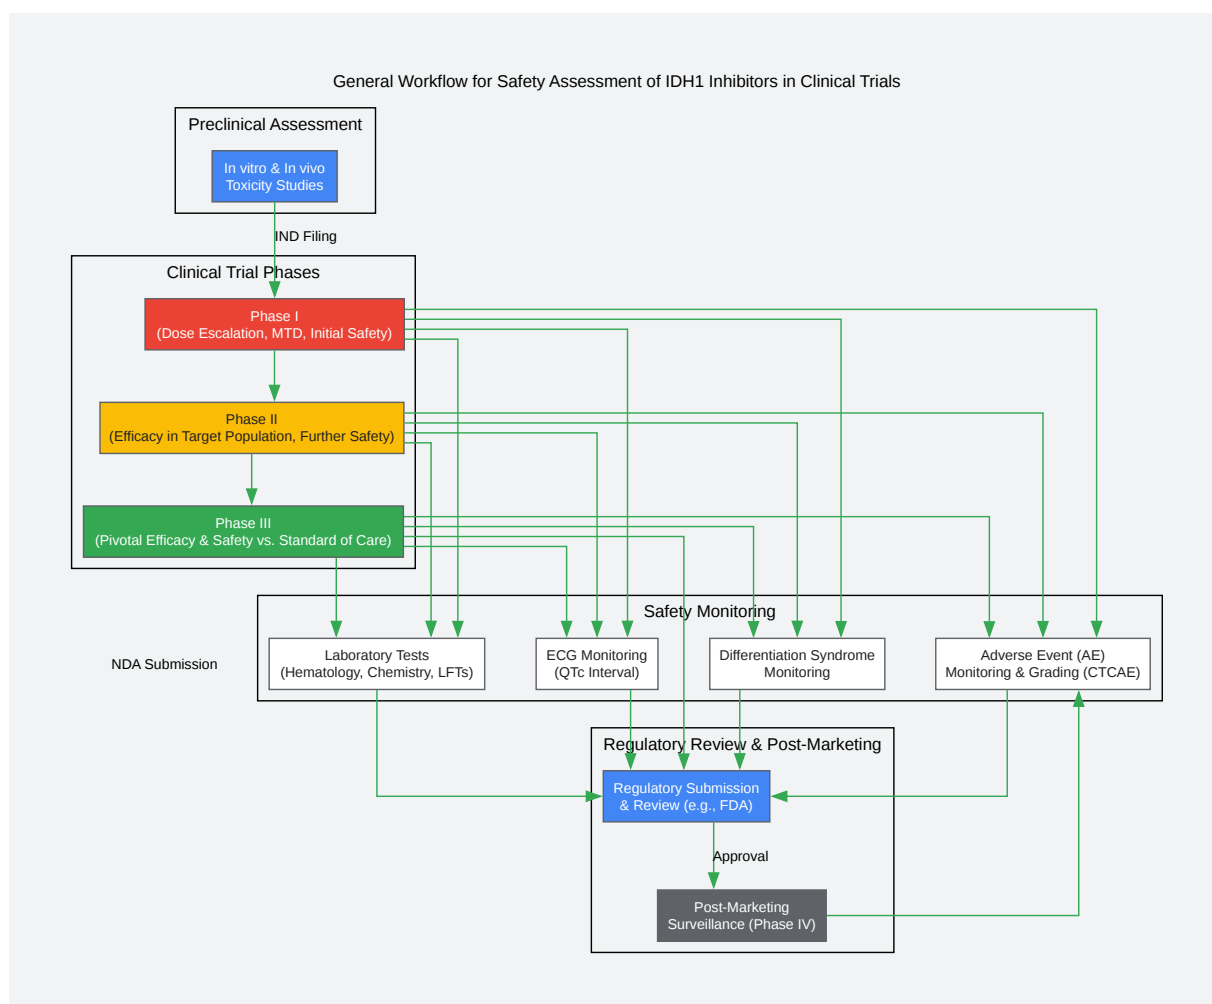 General Workflow for Safety Assessment of IDH1 Inhibitors in Clinical Trials
Preclinical Assessment
In vitro & In vivo
Toxicity Studies
IND Filing
Clinical Trial Phases
Phase I
(Dose Escalation, MTD, Initial Safety)
Phase II
(Efficacy in Target Population, Further Safety)
Phase III
(Pivotal Efficacy & Safety vs. Standard of Care)
Safety Monitoring
NDA Submission
Laboratory Tests
(Hematology, Chemistry, LFTs)
ECG Monitoring
(QTc Interval)
Differentiation Syndrome
Monitoring
Adverse Event (AE)
Monitoring & Grading (CTCAE)
Regulatory Review & Post-Marketing
Regulatory Submission
& Review (e.g., FDA)
Approval
Post-Marketing
Surveillance (Phase IV)